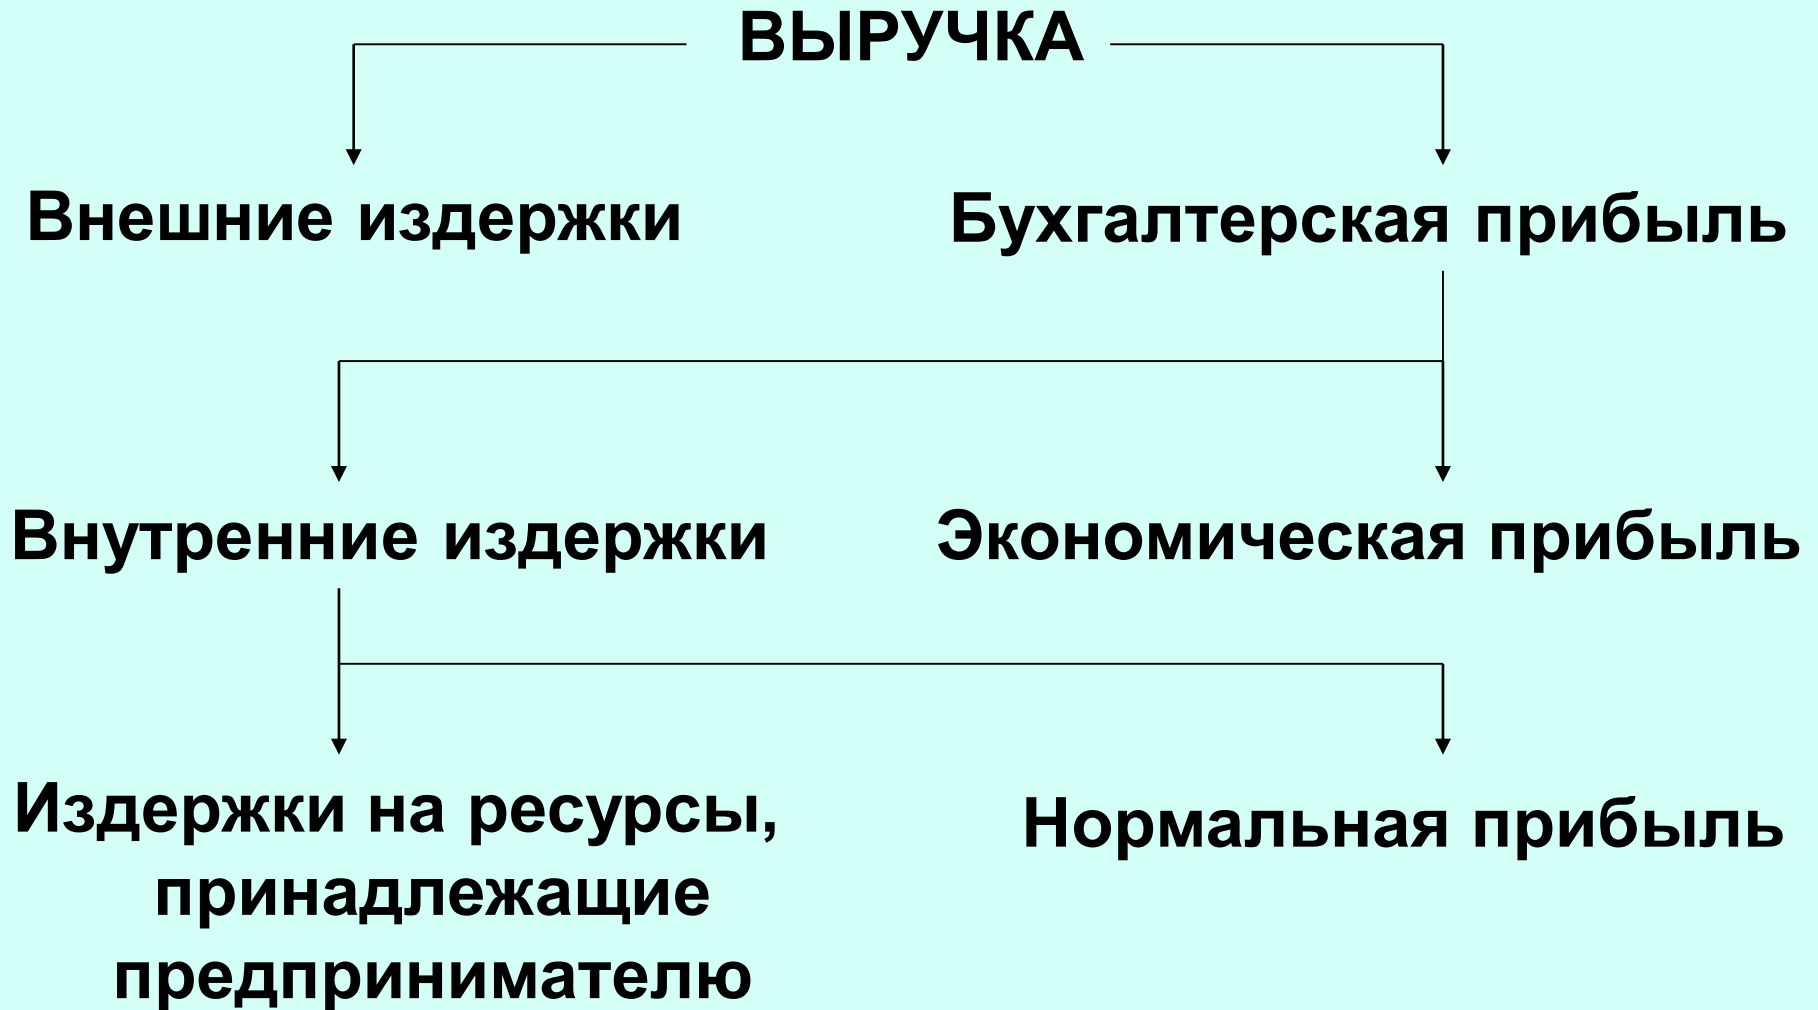 ВЫРУЧКА
Внешние издержки
Бухгалтерская прибыль
Внутренние издержки
Экономическая прибыль
Издержки на ресурсы,
принадлежащие
предпринимателю
Нормальная прибыль